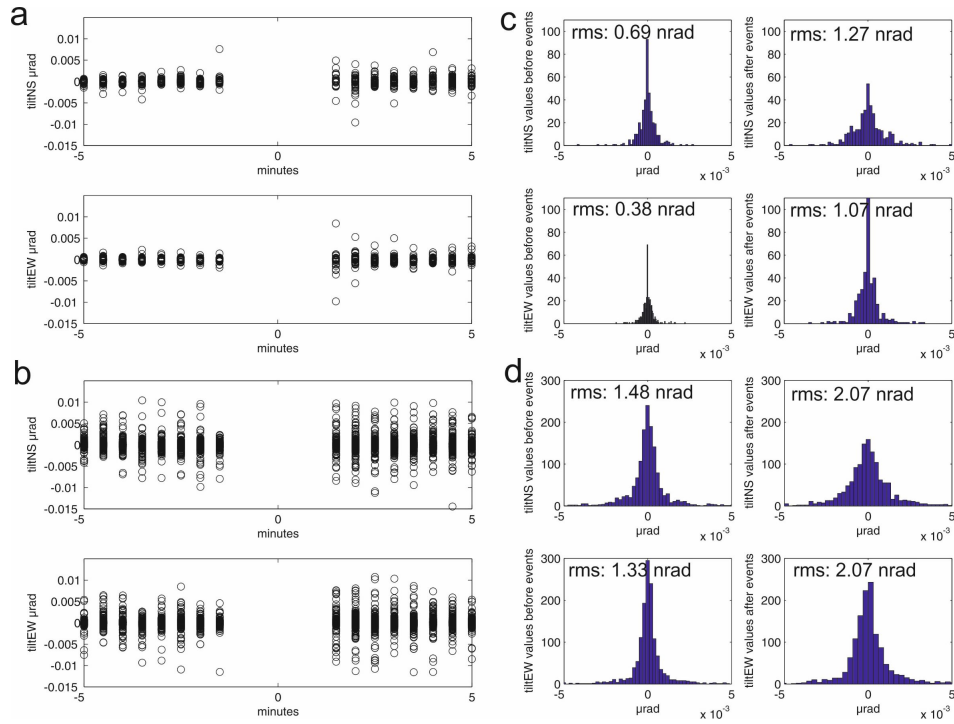 a
0.01
0.005
0
-0.005
-0.01
-0.015
-5
0
5
tiltNS µrad
minutes
0.01
0.005
0
-0.005
-0.01
-0.015
-5
0
5
tiltEW µrad
minutes
b
0.01
0.005
0
-0.005
-0.01
-0.015
-5
0
5
tiltNS µrad
minutes
0.01
0.005
0
-0.005
-0.01
-0.015
-5
0
5
tiltEW µrad
minutes
c
rms: 0.69 nrad
100
80
60
40
20
0
-5
0
5
tiltNS values before events
µrad
x 10⁻³
rms: 1.27 nrad
100
80
60
40
20
0
-5
0
5
tiltNS values after events
µrad
x 10⁻³
rms: 0.38 nrad
100
80
60
40
20
0
-5
0
5
tiltEW values before events
µrad
x 10⁻³
rms: 1.07 nrad
100
80
60
40
20
0
-5
0
5
tiltEW values after events
µrad
x 10⁻³
d
rms: 1.48 nrad
300
200
100
0
-5
0
5
tiltNS values before events
µrad
x 10⁻³
rms: 2.07 nrad
300
200
100
0
-5
0
5
tiltNS values after events
µrad
x 10⁻³
rms: 1.33 nrad
300
200
100
0
-5
0
5
tiltEW values before events
µrad
x 10⁻³
rms: 2.07 nrad
300
200
100
0
-5
0
5
tiltEW values after events
µrad
x 10⁻³